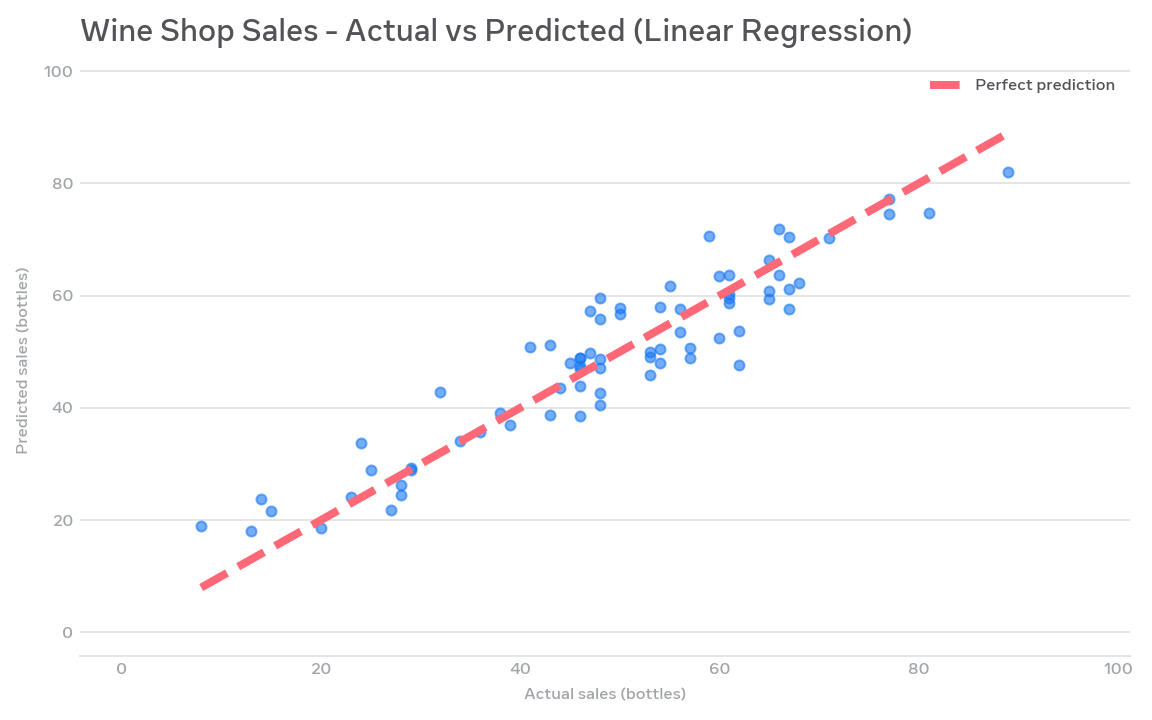 Wine Shop Sales - Actual vs Predicted (Linear Regression)
Perfect prediction
100
80
60
40
20
0
Predicted sales (bottles)
0 20 40 60 80 100
Actual sales (bottles)